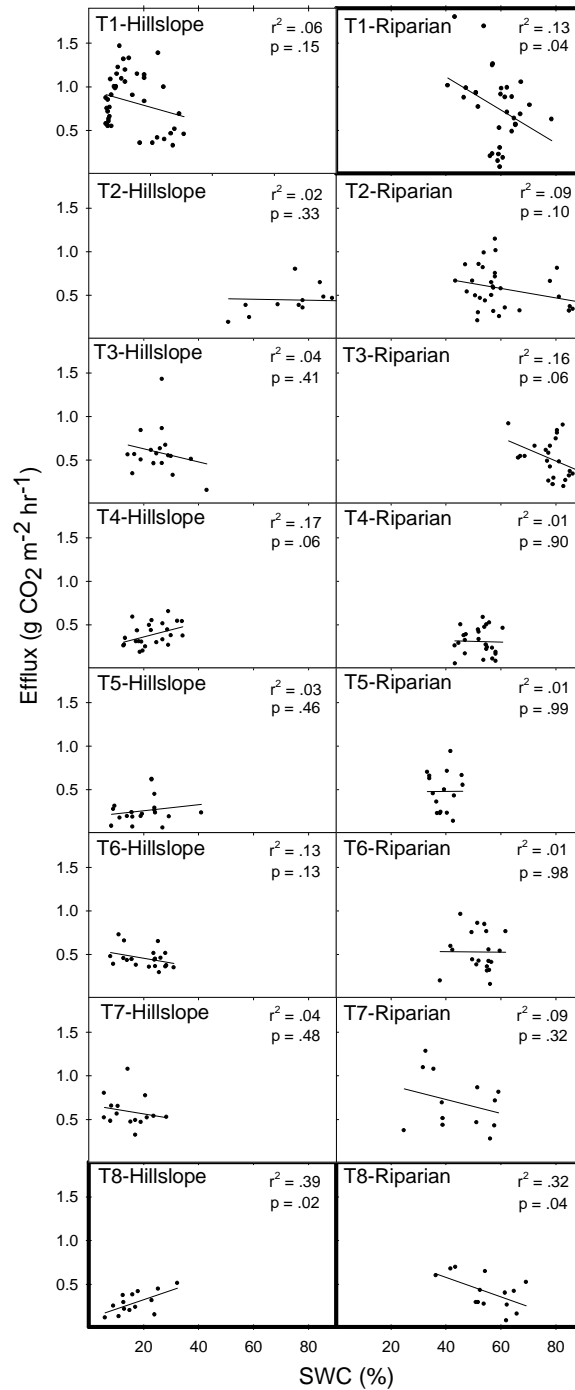 Efflux (g CO2 m-2 hr-1)
T1-Hillslope
r2 = .06
p = .15
T1-Riparian
r2 = .13
p = .04
1.5
1.0
0.5
T2-Hillslope
r2 = .02
p = .33
T2-Riparian
r2 = .09
p = .10
1.5
1.0
0.5
T3-Hillslope
r2 = .04
p = .41
T3-Riparian
r2 = .16
p = .06
1.5
1.0
0.5
T4-Hillslope
r2 = .17
p = .06
T4-Riparian
r2 = .01
p = .90
1.5
1.0
0.5
T5-Hillslope
r2 = .03
p = .46
T5-Riparian
r2 = .01
p = .99
1.5
1.0
0.5
T6-Hillslope
r2 = .13
p = .13
T6-Riparian
r2 = .01
p = .98
1.5
1.0
0.5
T7-Hillslope
r2 = .04
p = .48
T7-Riparian
r2 = .09
p = .32
1.5
1.0
0.5
T8-Hillslope
r2 = .39
p = .02
T8-Riparian
r2 = .32
p = .04
1.5
1.0
0.5
20 40 60 80 20 40 60 80
SWC (%)